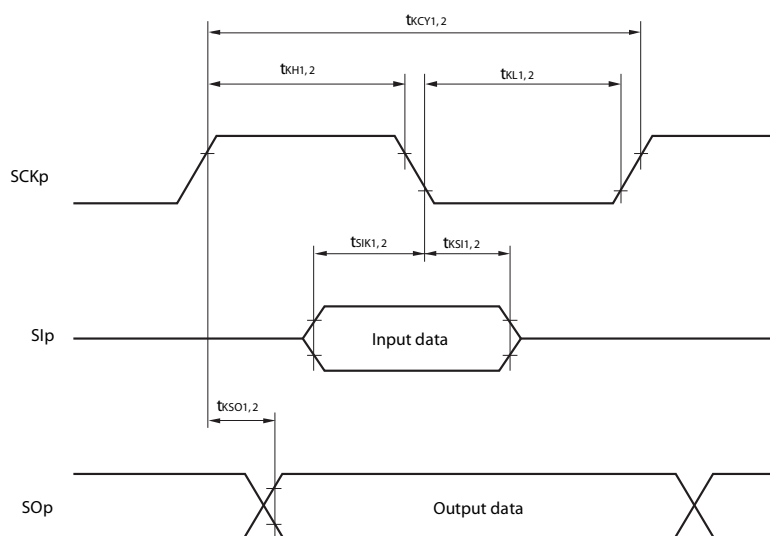 tKCY1, 2
tKH1, 2
tKL1, 2
SCKp
tSIK1, 2
tKSI1, 2
SIp
Input data
tKSO1, 2
SOp
Output data